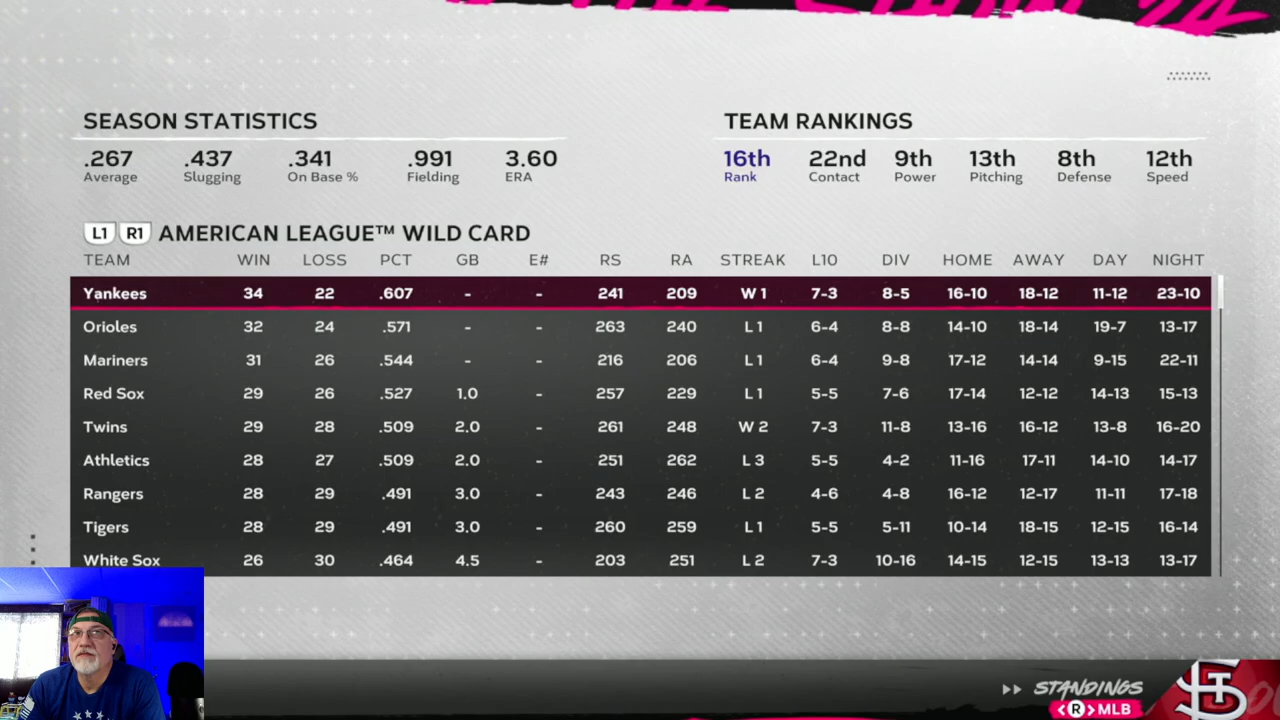 SEASON STATISTICS
.267 .437 .341 .991 3.60
Average Slugging On Base % Fielding ERA
TEAM RANKINGS
16th 22nd 9th 13th 8th 12th
Rank Contact Power Pitching Defense Speed
L1 R1 AMERICAN LEAGUE™ WILD CARD
TEAM WIN LOSS PCT GB E# RS RA STREAK L10 DIV HOME AWAY DAY NIGHT
Yankees 34 22 .607 - - 241 209 W 1 7-3 8-5 16-10 18-12 11-12 23-10
Orioles 32 24 .571 - - 263 240 L 1 6-4 8-8 14-10 18-14 19-7 13-17
Mariners 31 26 .544 - - 216 206 L 1 6-4 9-8 17-12 14-14 9-15 22-11
Red Sox 29 26 .527 1.0 - 257 229 L 1 5-5 7-6 17-14 12-12 14-13 15-13
Twins 29 28 .509 2.0 - 261 248 W 2 7-3 11-8 13-16 16-12 13-8 16-20
Athletics 28 27 .509 2.0 - 251 262 L 3 5-5 4-2 11-16 17-11 14-10 14-17
Rangers 28 29 .491 3.0 - 243 246 L 2 4-6 4-8 16-12 12-17 11-11 17-18
Tigers 28 29 .491 3.0 - 260 259 L 1 5-5 5-11 10-14 18-15 12-15 16-14
White Sox 26 30 .464 4.5 - 203 251 L 2 7-3 10-16 14-15 12-15 13-13 13-17
STANDINGS
R MLB